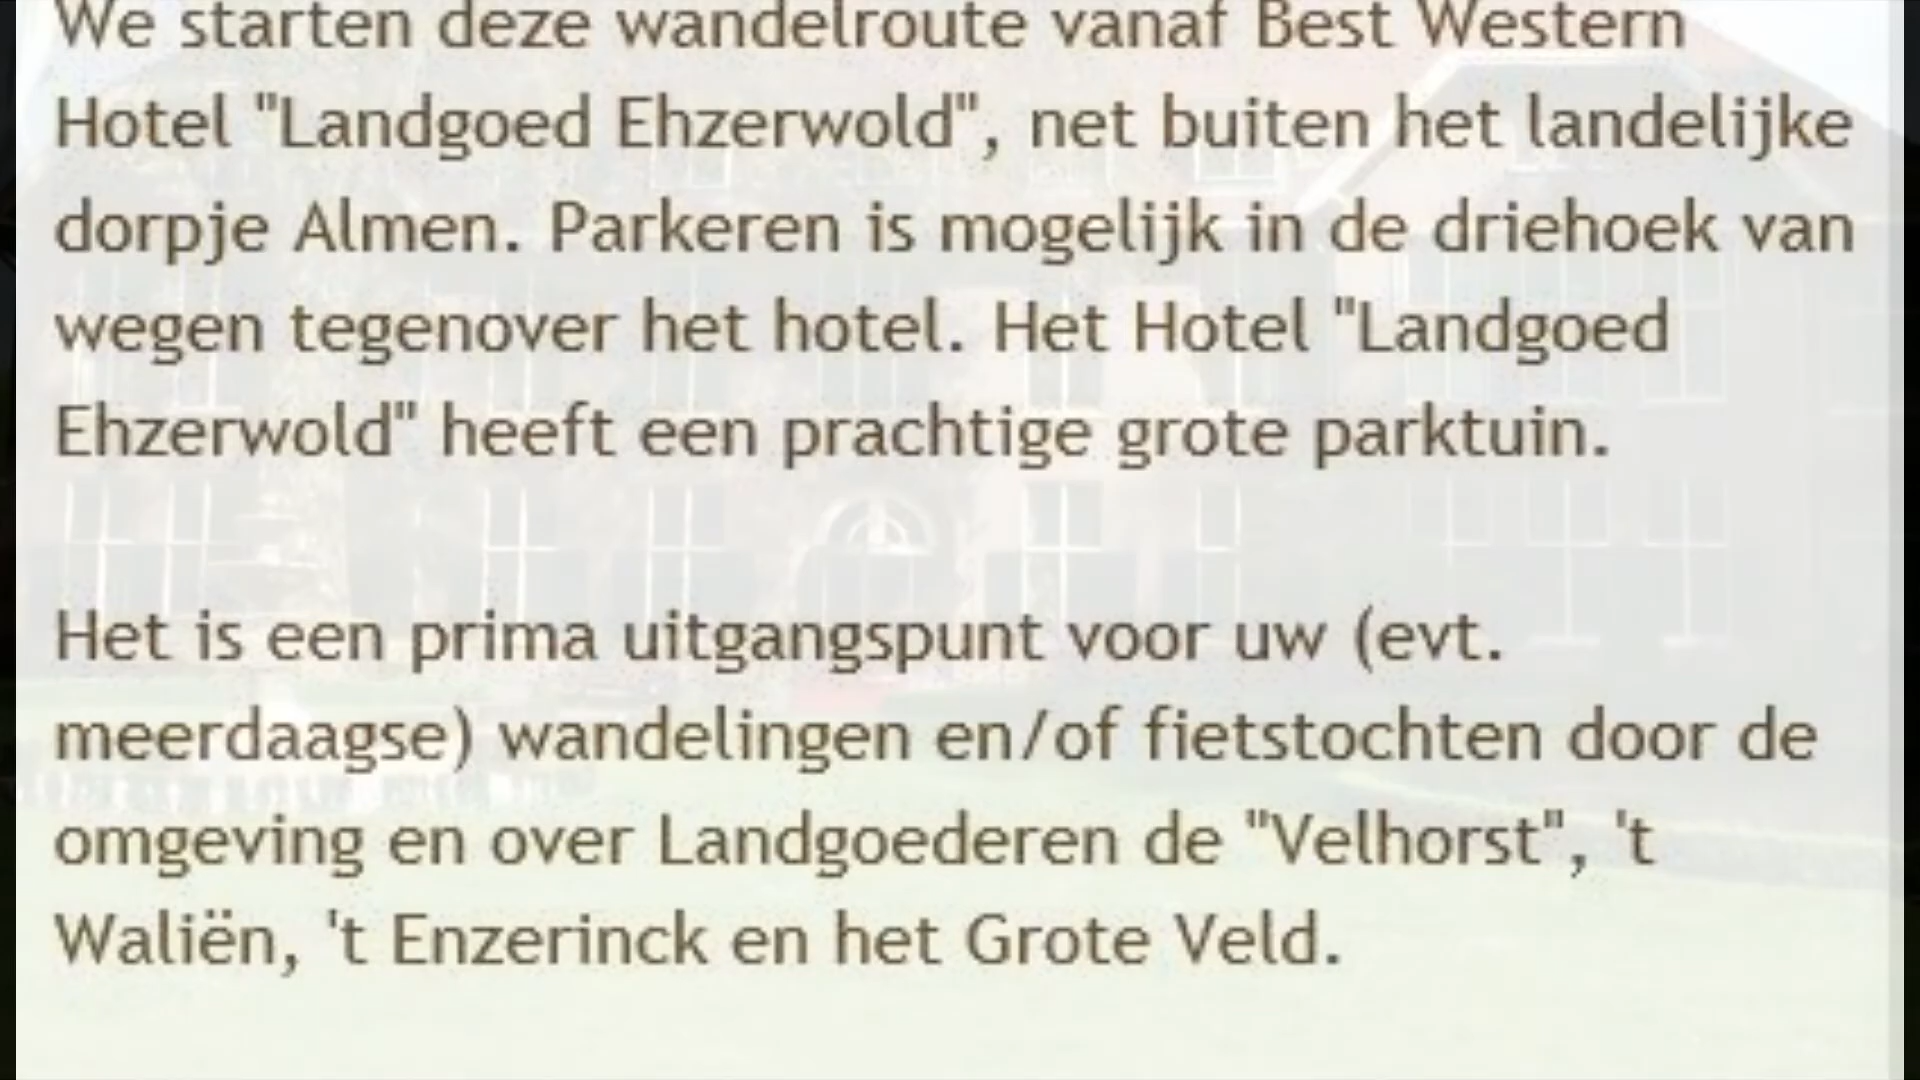 We starten deze wandelroute vanaf Best Western
Hotel "Landgoed Ehzerwold", net buiten het landelijke
dorpje Almen. Parkeren is mogelijk in de driehoek van
wegen tegenover het hotel. Het Hotel "Landgoed
Ehzerwold" heeft een prachtige grote parktuin.
Het is een prima uitgangspunt voor uw (evt.
meerdaagse) wandelingen en/of fietstochten door de
omgeving en over Landgoederen de "Velhorst", 't
Waliën, 't Enzerinck en het Grote Veld.